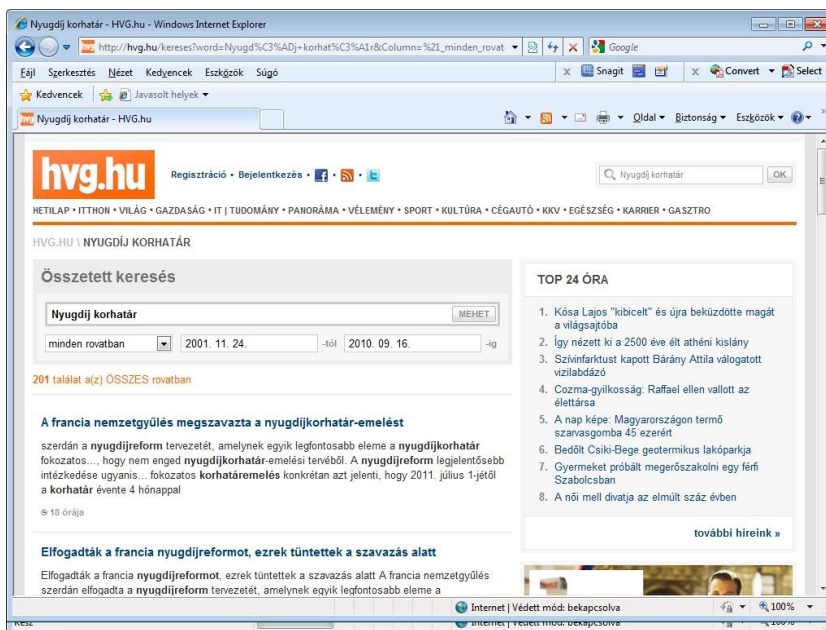 Nyugdíj korhatár - HVG.hu - Windows Internet Explorer
http://hvg.hu/kereses?word=Nyugd%C3%ADj+korhat%C3%A1r&Column=%21_minden_rovat
Google
Fájl Szerkesztés Nézet Kedvencek Eszközök Súgó
x Snagit
x Convert Select
Kedvencek Javasolt helyek
Nyugdíj korhatár - HVG.hu
Oldal Biztonság Eszközök
hvg.hu
Regisztráció • Bejelentkezés •
Nyugdíj korhatár OK
HETILAP • ITTHON • VILÁG • GAZDASÁG • IT | TUDOMÁNY • PANORÁMA • VÉLEMÉNY • SPORT • KULTÚRA • CÉGAUTÓ • KKV • EGÉSZSÉG • KARRIER • GASZTRO
HVG.HU \ NYUGDÍJ KORHATÁR
Összetett keresés
Nyugdíj korhatár MEHET
minden rovatban 2001. 11. 24. -tól 2010. 09. 16. -ig
201 találat a(z) ÖSSZES rovatban
A francia nemzetgyűlés megszavazta a nyugdíjkorhatár-emelést
szerdán a nyugdíjreform tervezetét, amelynek egyik legfontosabb eleme a nyugdíjkorhatár
fokozatos..., hogy nem enged nyugdíjkorhatár-emelési tervéből. A nyugdíjreform legjelentősebb
intézkedése ugyanis... fokozatos korhatáremelés konkrétan azt jelenti, hogy 2011. július 1-jétől
a korhatár évente 4 hónappal
18 órája
Elfogadták a francia nyugdíjreformot, ezrek tüntettek a szavazás alatt
Elfogadták a francia nyugdíjreformot, ezrek tüntettek a szavazás alatt A francia nemzetgyűlés
szerdán elfogadta a nyugdíjreform tervezetét, amelynek egyik legfontosabb eleme a
TOP 24 ÓRA
1. Kósa Lajos "kibicelt" és újra beküzdötte magát
a világsajtóba
2. Így nézett ki a 2500 éve élt athéni kislány
3. Szívinfarktust kapott Bárány Attila válogatott
vizilabdázó
4. Cozma-gyilkosság: Raffael ellen vallott az
élettársa
5. A nap képe: Magyarországon termő
szarvasgomba 45 ezerért
6. Bedőlt Csiki-Bege geotermikus lakóparkja
7. Gyermeket próbált megerőszakolni egy férfi
Szabolcsban
8. A női mell divatja az elmúlt száz évben
további híreink »
Internet | Védett mód: bekapcsolva 100%
Kész Internet | Védett mód: bekapcsolva 100%